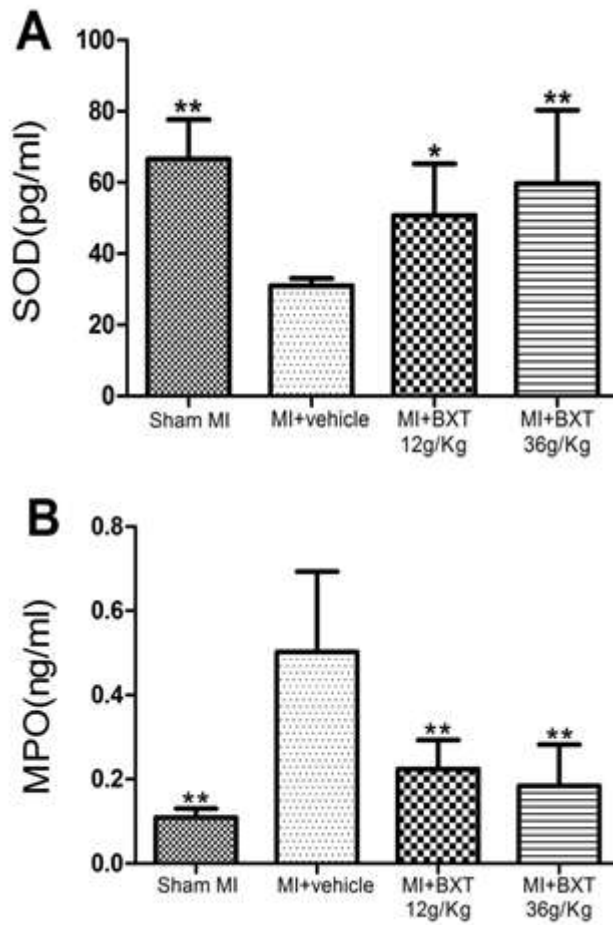 A
SOD(pg/ml)
100
80
60
40
20
0
**
*
**
Sham MI
MI+vehicle
MI+BXT
12g/Kg
MI+BXT
36g/Kg
B
MPO(ng/ml)
0.8
0.6
0.4
0.2
0.0
**
**
**
Sham MI
MI+vehicle
MI+BXT
12g/Kg
MI+BXT
36g/Kg